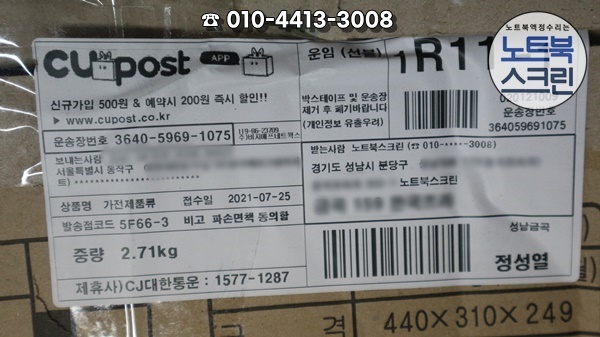 ☎ 010-4413-3008
노트북액정수리는
노트북
스크린
CU post APP
운임 (선불)
1R11
신규가입 500원 & 예약시 200원 즉시 할인!!
▶ www.cupost.co.kr
박스테이프 및 운송장
제거 후 폐기바랍니다
(개인정보 유출우려)
운송장번호 3640-5969-1075
운송장번호
364059691075
보내는사람
서울특별시 동작구
트) ************************
받는사람 노트북스크린 (☎ 010-****-3008)
경기도 성남시 분당구
노트북스크린
상품명 가전제품류 접수일 2021-07-25
발송점코드 5F66-3 비고 파손면책 동의함
중량 2.71kg
성남금곡
정성열
제휴사)CJ대한통운 : 1577-1287
격 440×310×249